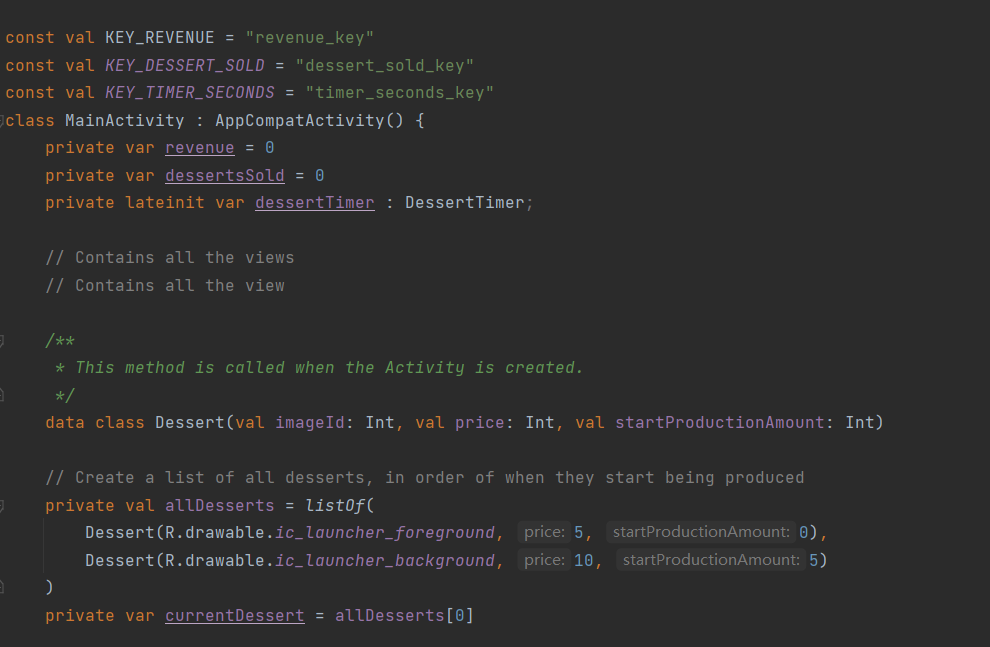 const val KEY_REVENUE = "revenue_key"
const val KEY_DESSERT_SOLD = "dessert_sold_key"
const val KEY_TIMER_SECONDS = "timer_seconds_key"
class MainActivity : AppCompatActivity() {
    private var revenue = 0
    private var dessertsSold = 0
    private lateinit var dessertTimer : DessertTimer;
    // Contains all the views
    // Contains all the view
    /**
     * This method is called when the Activity is created.
     */
    data class Dessert(val imageId: Int, val price: Int, val startProductionAmount: Int)
    // Create a list of all desserts, in order of when they start being produced
    private val allDesserts = listOf(
        Dessert(R.drawable.ic_launcher_foreground, price: 5, startProductionAmount: 0),
        Dessert(R.drawable.ic_launcher_background, price: 10, startProductionAmount: 5)
    )
    private var currentDessert = allDesserts[0]